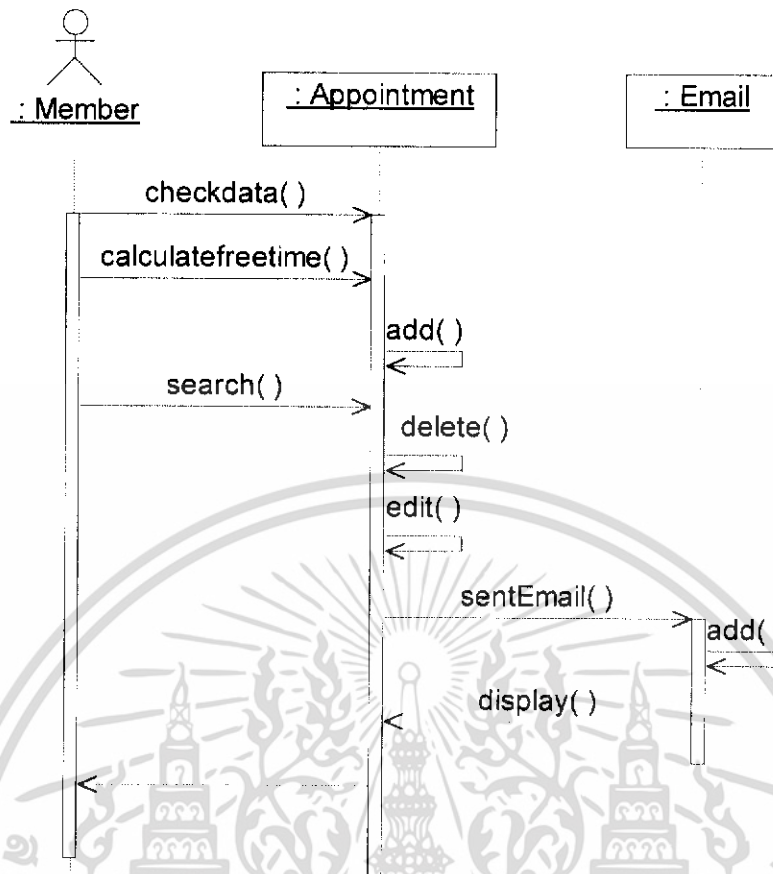 : Member
: Appointment
: Email
checkdata( )
calculatefreetime( )
add( )
search( )
delete( )
edit( )
sentEmail( )
add(
display( )